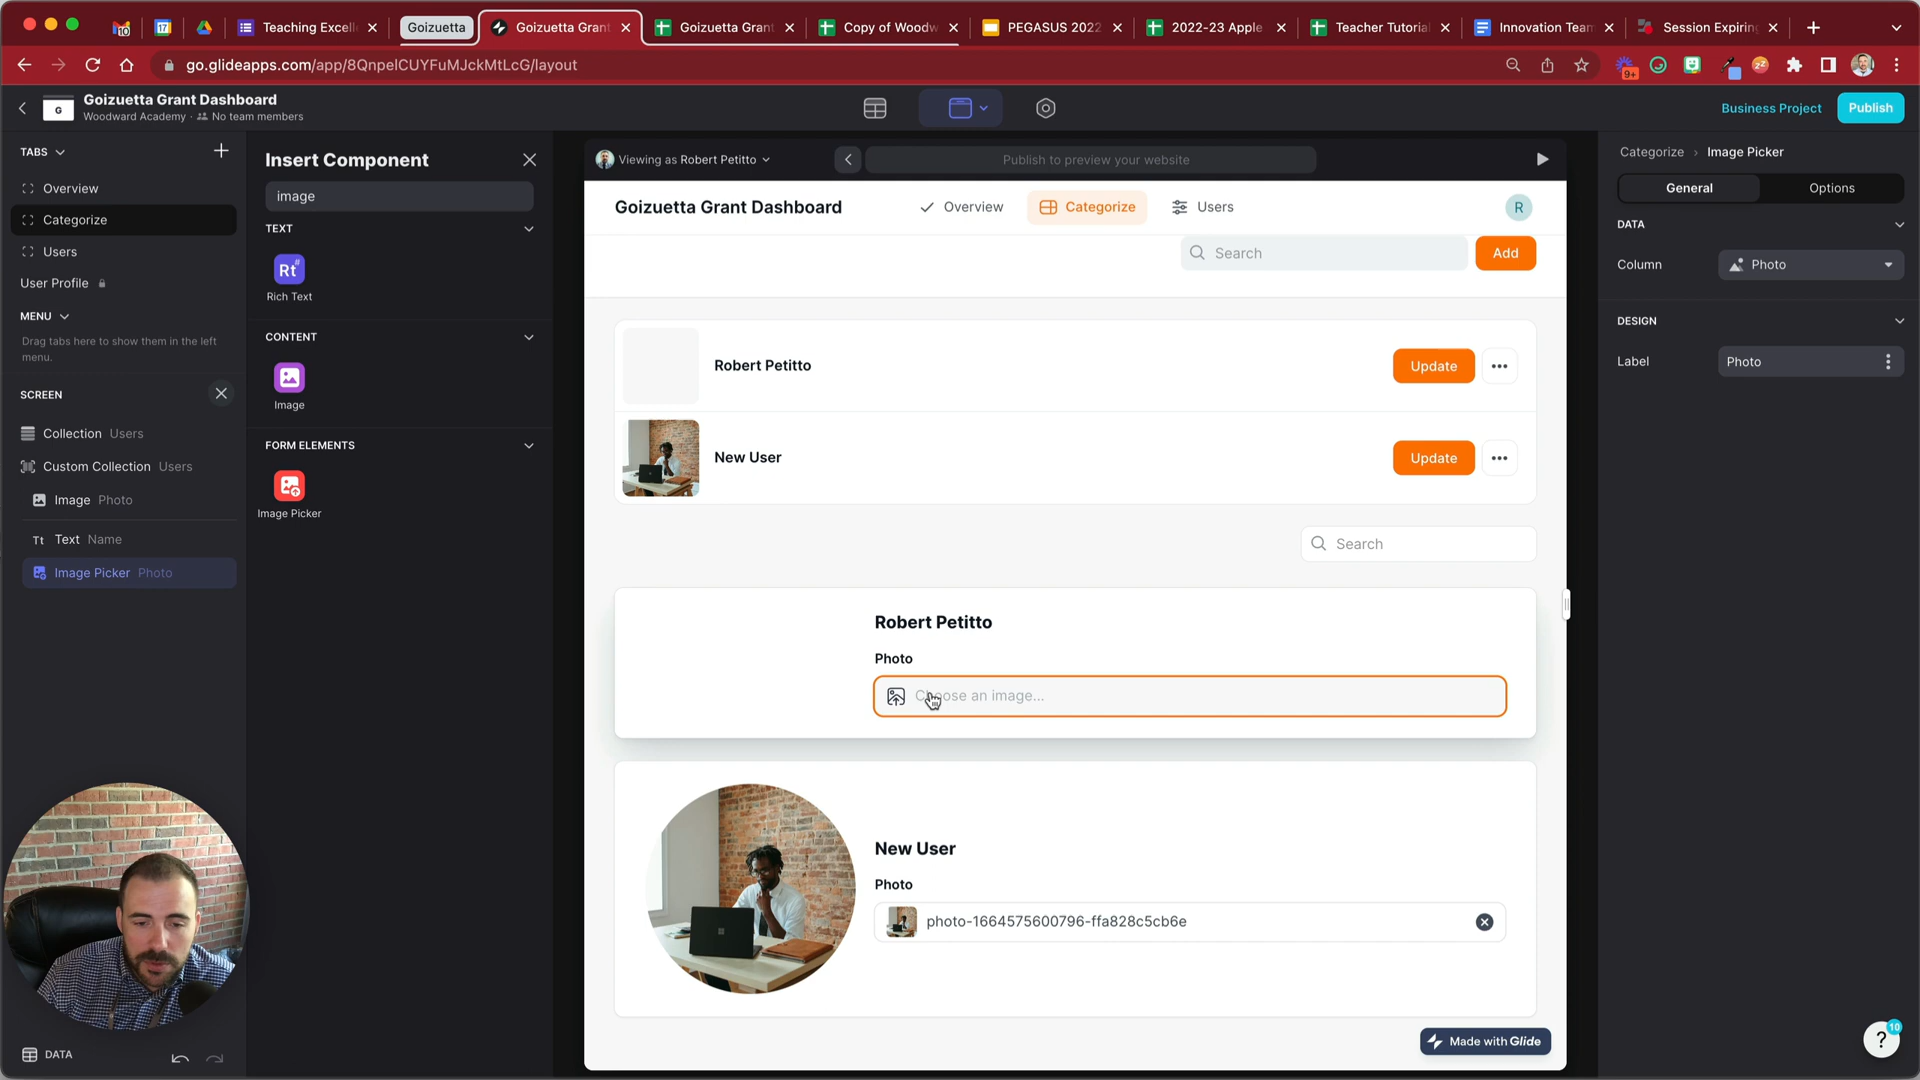 10
17
Teaching Excell
Goizuetta
Goizuetta Grant
Goizuetta Grant
Copy of Woodw
PEGASUS 2022
2022-23 Apple
Teacher Tutorial
Innovation Team
Session Expiring
go.glideapps.com/app/8QnpelCUYFuMJckMtLcG/layout
9+
G
Goizuetta Grant Dashboard
Woodward Academy · No team members
Business Project
Publish
TABS
Overview
Categorize
Users
User Profile
MENU
Drag tabs here to show them in the left
menu.
SCREEN
Collection Users
Custom Collection Users
Image Photo
Tt Text Name
Image Picker Photo
DATA
Insert Component
image
TEXT
Rt#
Rich Text
CONTENT
Image
FORM ELEMENTS
Image Picker
Viewing as Robert Petitto
Publish to preview your website
Goizuetta Grant Dashboard
Overview
Categorize
Users
R
Search
Add
Robert Petitto
Update
New User
Update
Search
Robert Petitto
Photo
Choose an image...
New User
Photo
photo-1664575600796-ffa828c5cb6e
Made with Glide
Categorize › Image Picker
General
Options
DATA
Column
Photo
DESIGN
Label
Photo
?
10